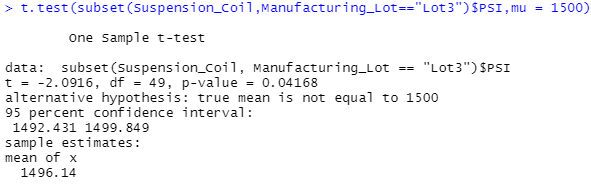 > t.test(subset(Suspension_Coil,Manufacturing_Lot=="Lot3")$PSI,mu = 1500)
One Sample t-test
data:  subset(Suspension_Coil, Manufacturing_Lot == "Lot3")$PSI
t = -2.0916, df = 49, p-value = 0.04168
alternative hypothesis: true mean is not equal to 1500
95 percent confidence interval:
1492.431 1499.849
sample estimates:
mean of x
1496.14